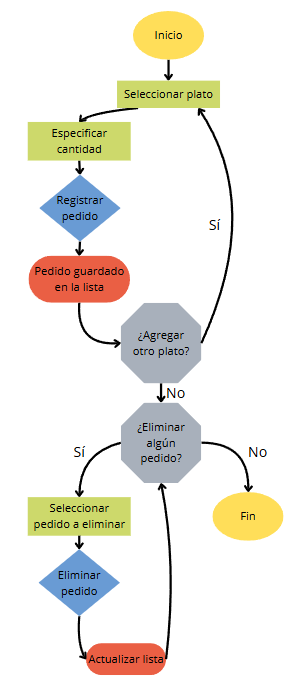 Inicio
Seleccionar plato
Especificar
cantidad
Registrar
pedido
Sí
Pedido guardado
en la lista
¿Agregar
otro plato?
No
¿Eliminar
algún
pedido?
Sí
No
Seleccionar
pedido a eliminar
Fin
Eliminar
pedido
Actualizar lista